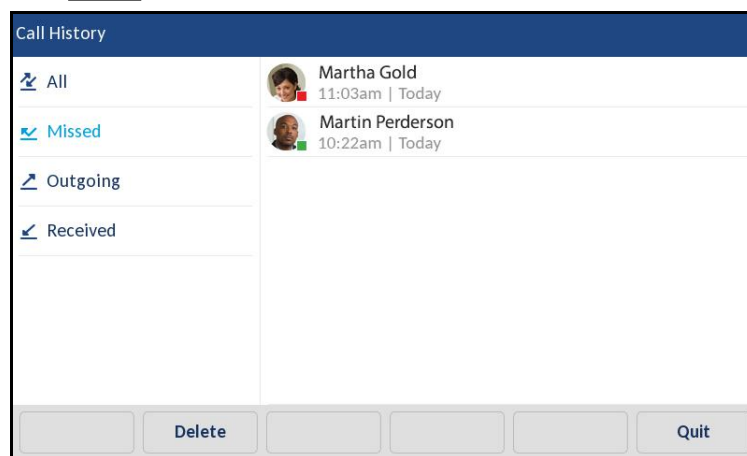 Call History
All
Missed
Outgoing
Received
Martha Gold
11:03am | Today
Martin Perderson
10:22am | Today
Delete
Quit